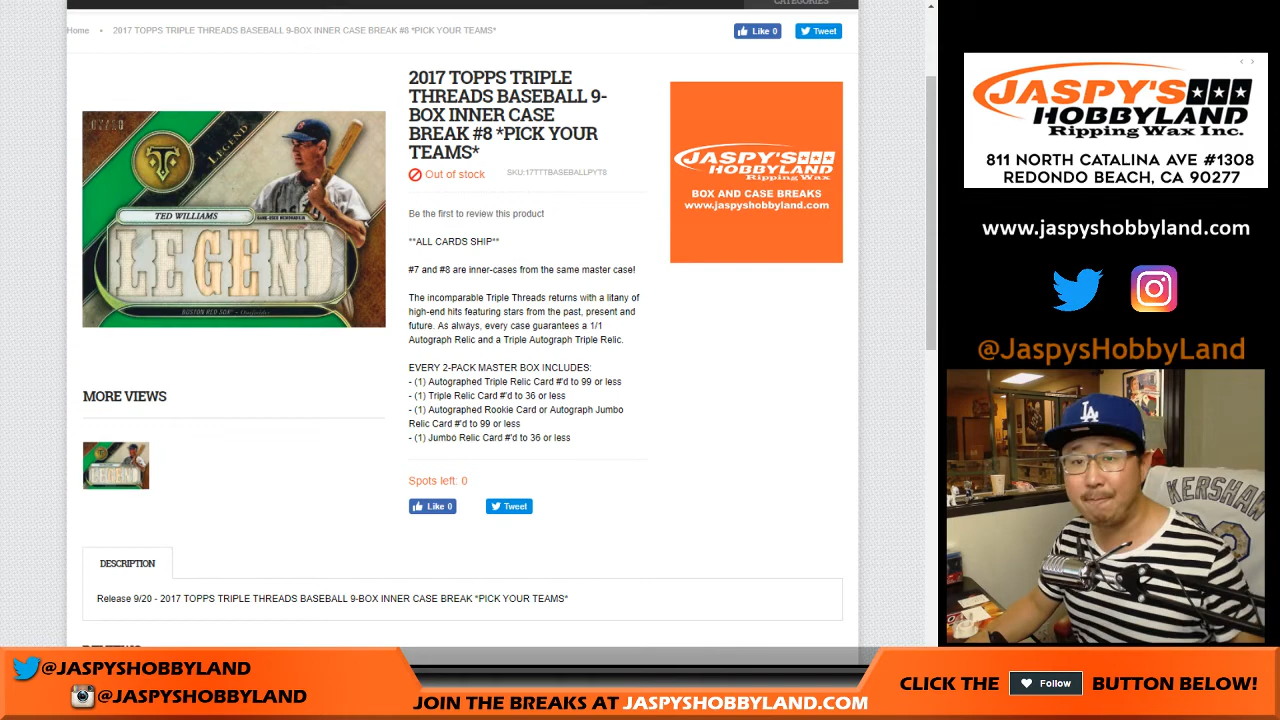 CATEGORIES
Home • 2017 TOPPS TRIPLE THREADS BASEBALL 9-BOX INNER CASE BREAK #8 *PICK YOUR TEAMS*
Like 0
Tweet
2017 TOPPS TRIPLE
THREADS BASEBALL 9-
BOX INNER CASE
BREAK #8 *PICK YOUR
TEAMS*
Out of stock
SKU:17TTTBASEBALLPYT8
Be the first to review this product
**ALL CARDS SHIP**
#7 and #8 are inner-cases from the same master case!
The incomparable Triple Threads returns with a litany of
high-end hits featuring stars from the past, present and
future. As always, every case guarantees a 1/1
Autograph Relic and a Triple Autograph Triple Relic.
EVERY 2-PACK MASTER BOX INCLUDES:
- (1) Autographed Triple Relic Card #'d to 99 or less
- (1) Triple Relic Card #'d to 36 or less
- (1) Autographed Rookie Card or Autograph Jumbo
Relic Card #'d to 99 or less
- (1) Jumbo Relic Card #'d to 36 or less
Spots left: 0
Like 0
Tweet
LEGEND
TED WILLIAMS
LEGEND
BOSTON RED SOX
MORE VIEWS
LEGEND
DESCRIPTION
Release 9/20 - 2017 TOPPS TRIPLE THREADS BASEBALL 9-BOX INNER CASE BREAK *PICK YOUR TEAMS*
REVIEWS
JASPY'S
HOBBYLAND
Ripping Wax
BOX AND CASE BREAKS
www.jaspyshobbyland.com
JASPY'S
HOBBYLAND
Ripping Wax Inc.
811 NORTH CATALINA AVE #1308
REDONDO BEACH, CA 90277
www.jaspyshobbyland.com
@JaspysHobbyLand
LA
KERSHAW
@JASPYSHOBBYLAND
@JASPYSHOBBYLAND
JOIN THE BREAKS AT JASPYSHOBBYLAND.COM
CLICK THE
Follow
BUTTON BELOW!